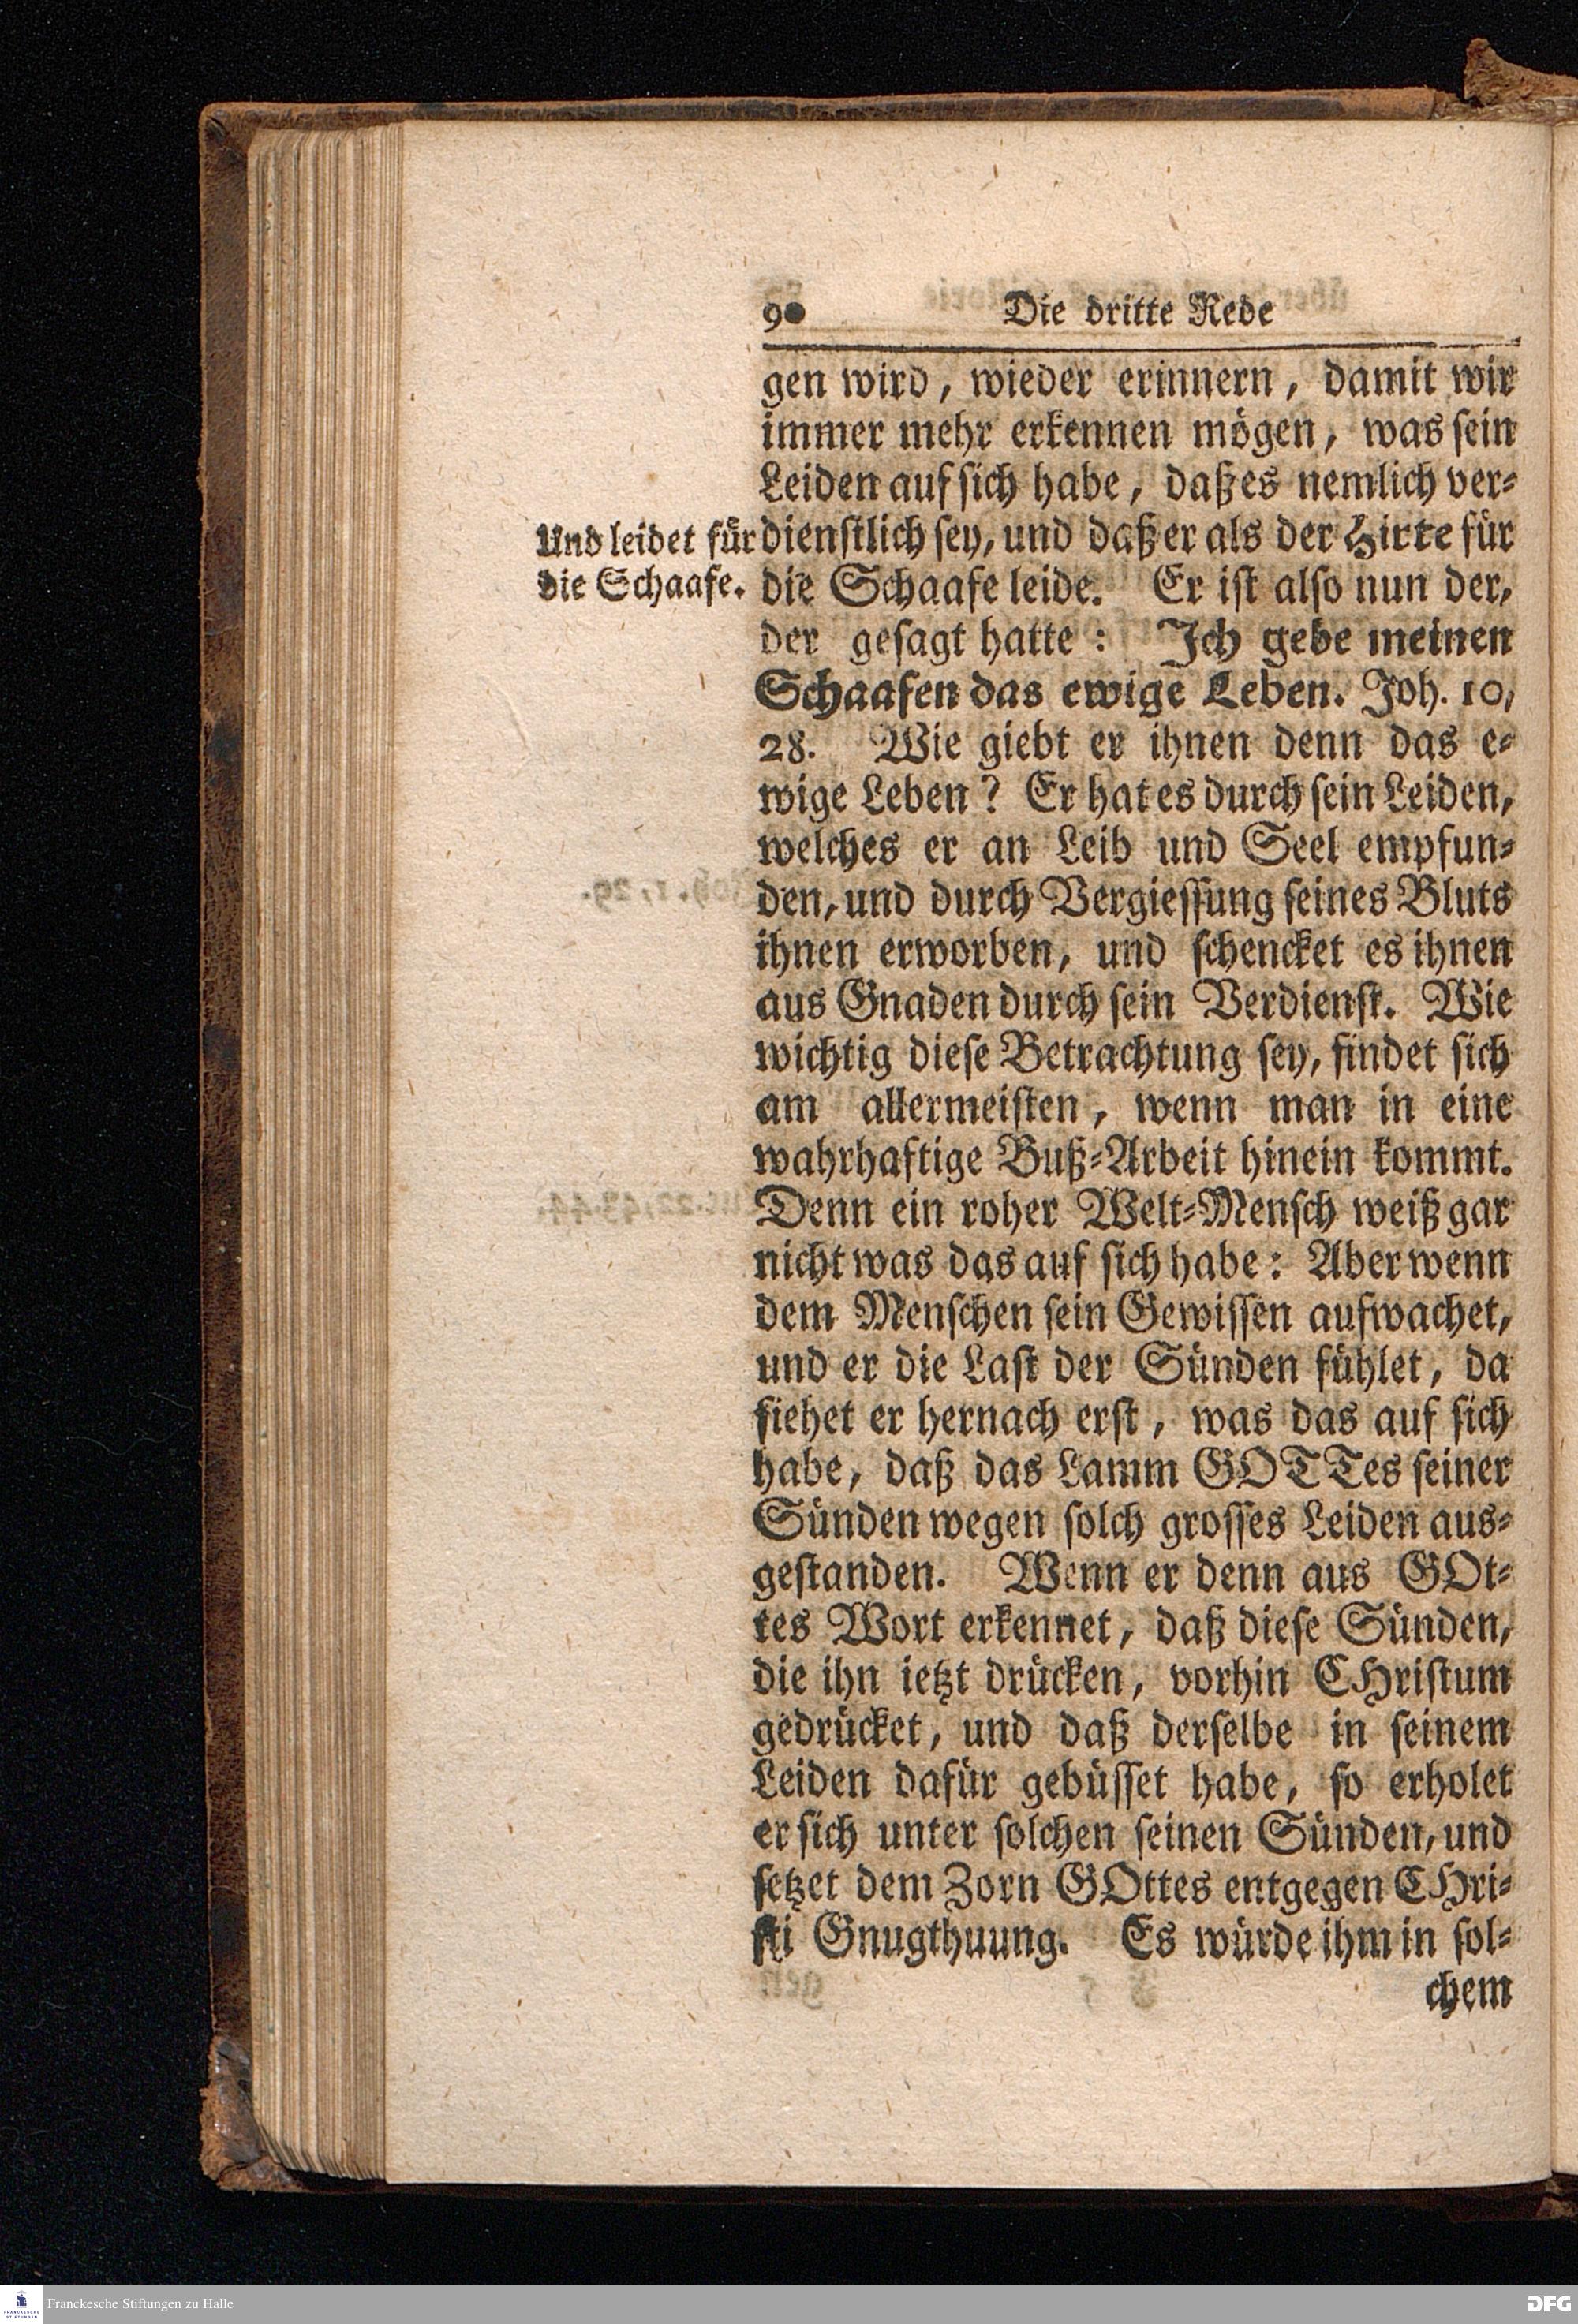 90 Die dritte Rede
gen wird, wieder erinnern, damit wir
immer mehr erkennen mögen, was sein
Leiden auf sich habe, daß es nemlich ver-
Und leidet für
die Schaafe.
dienstlich sey, und daß er als der Hirte für
die Schaafe leide. Er ist also nun der,
der gesagt hatte: Ich gebe meinen
Schaafen das ewige Leben. Joh. 10,
28. Wie giebt er ihnen denn das e-
wige Leben? Er hat es durch sein Leiden,
welches er an Leib und Seel empfun-
den, und durch Vergiessung seines Bluts
ihnen erworben, und schencket es ihnen
aus Gnaden durch sein Verdienst. Wie
wichtig diese Betrachtung sey, findet sich
am allermeisten, wenn man in eine
wahrhaftige Buß-Arbeit hinein kommt.
Denn ein roher Welt-Mensch weiß gar
nicht was das auf sich habe: Aber wenn
dem Menschen sein Gewissen aufwachet,
und er die Last der Sünden fühlet, da
siehet er hernach erst, was das auf sich
habe, daß das Lamm GOTTes seiner
Sünden wegen solch grosses Leiden aus-
gestanden. Wenn er denn aus GOt-
tes Wort erkennet, daß diese Sünden,
die ihn ietzt drücken, vorhin CHristum
gedrücket, und daß derselbe in seinem
Leiden dafür gebüsset habe, so erholet
er sich unter solchen seinen Sünden, und
setzet dem Zorn GOttes entgegen CHri-
sti Gnugthuung. Es würde ihm in sol-
chem
Franckesche Stiftungen zu Halle
DFG